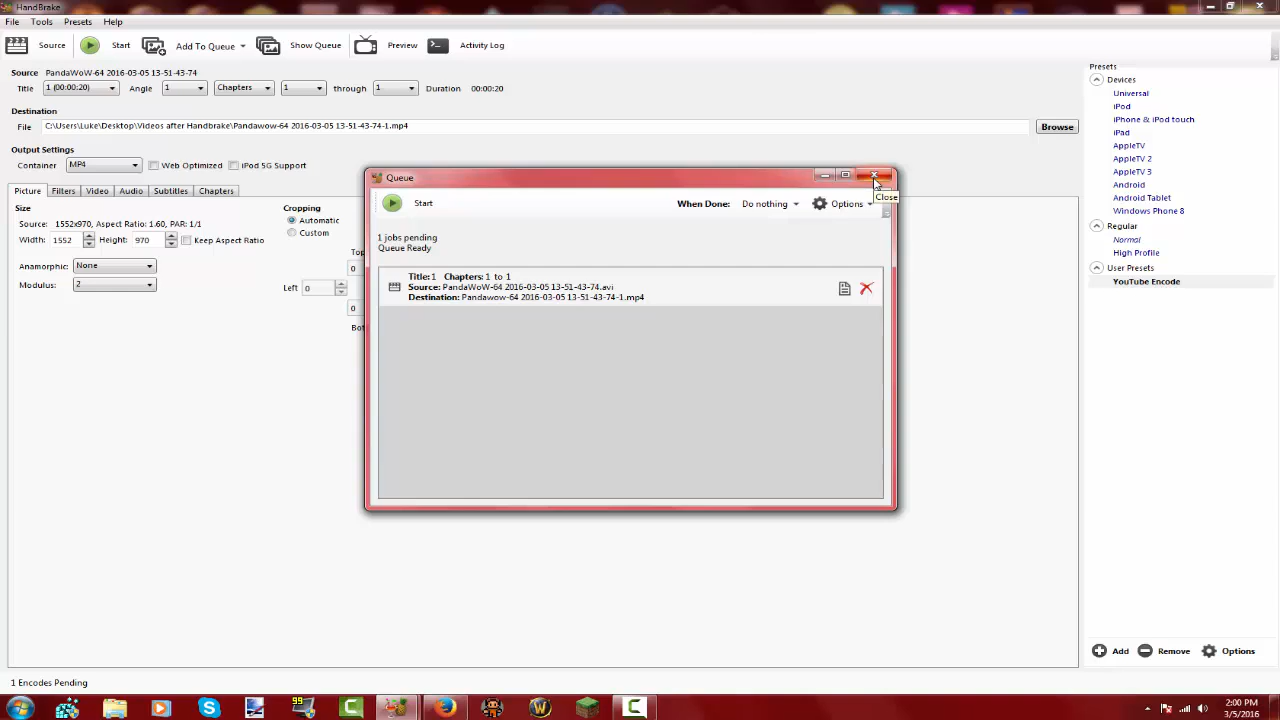 HandBrake
File Tools Presets Help
Source Start Add To Queue Show Queue Preview Activity Log
Source PandaWoW-64 2016-03-05 13-51-43-74
Title 1 (00:00:20) Angle 1 Chapters 1 through 1 Duration 00:00:20
Destination
File C:\Users\Luke\Desktop\Videos after Handbrake\Pandawow-64 2016-03-05 13-51-43-74-1.mp4 Browse
Output Settings
Container MP4 Web Optimized iPod 5G Support
Picture Filters Video Audio Subtitles Chapters
Size
Source: 1552x970, Aspect Ratio: 1.60, PAR: 1/1
Width: 1552 Height: 970 Keep Aspect Ratio
Anamorphic: None
Modulus: 2
Cropping
Automatic
Custom
Top
0
Left 0
0
Bot
Queue
Close
Start When Done: Do nothing Options
1 jobs pending
Queue Ready
Title: 1 Chapters: 1 to 1
Source: PandaWoW-64 2016-03-05 13-51-43-74.avi
Destination: Pandawow-64 2016-03-05 13-51-43-74-1.mp4
Presets
Devices
Universal
iPod
iPhone & iPod touch
iPad
AppleTV
AppleTV 2
AppleTV 3
Android
Android Tablet
Windows Phone 8
Regular
Normal
High Profile
User Presets
YouTube Encode
Add Remove Options
1 Encodes Pending
99
2:00 PM
3/5/2016